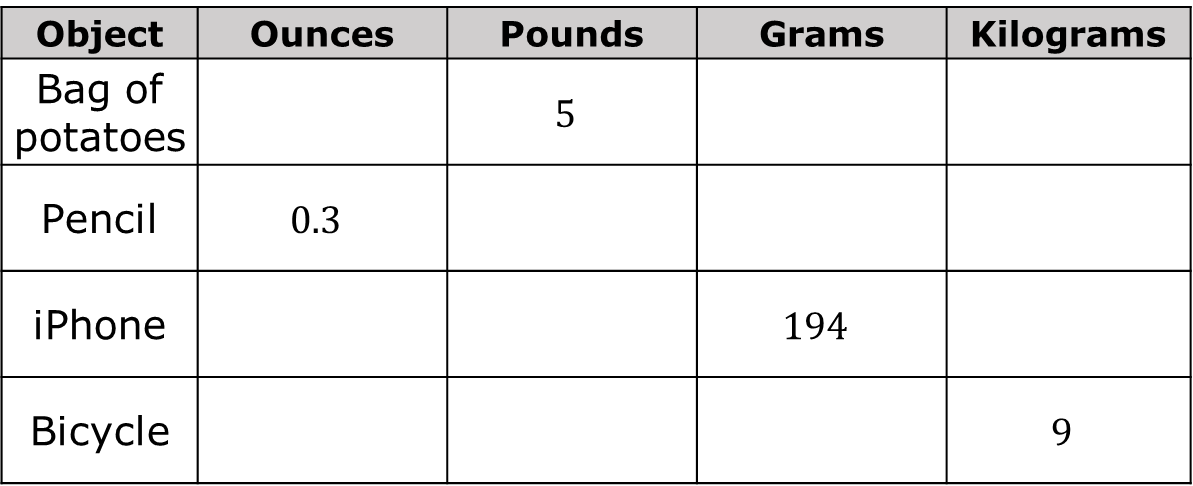 Object Ounces Pounds Grams Kilograms
Bag of
potatoes 5
Pencil 0.3
iPhone 194
Bicycle 9